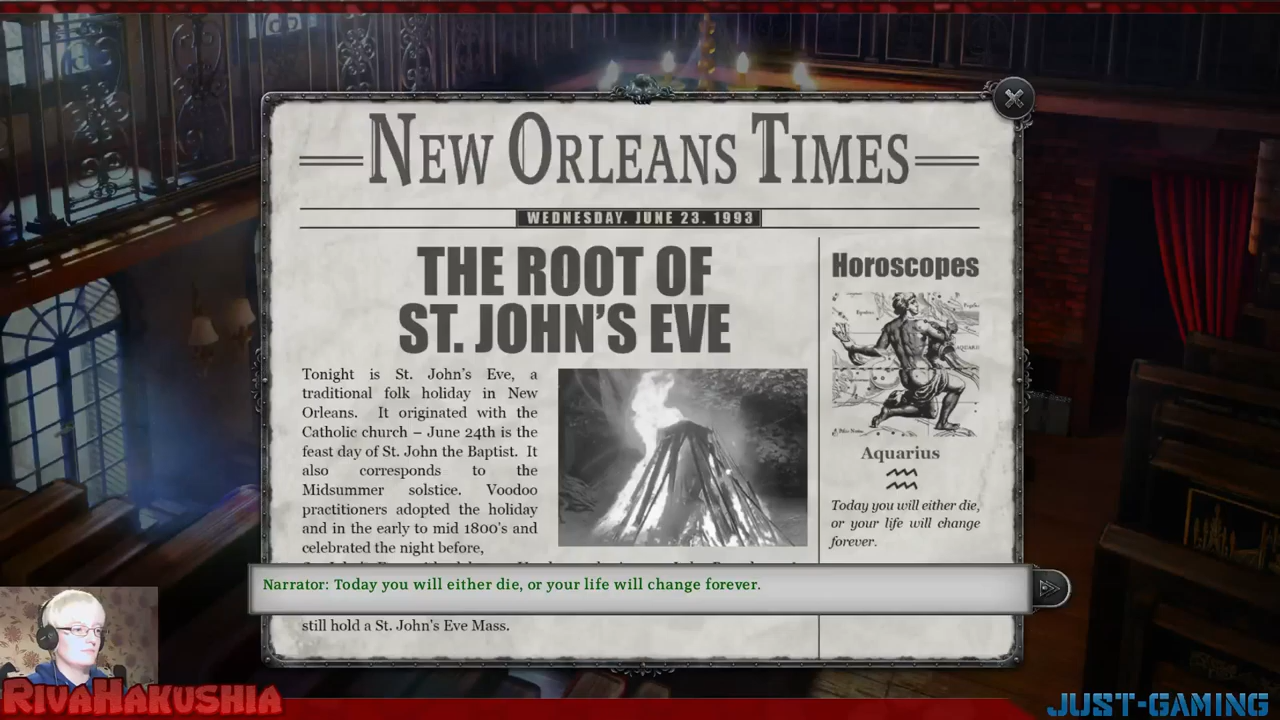 NEW ORLEANS TIMES
WEDNESDAY. JUNE 23. 1993
THE ROOT OF
ST. JOHN'S EVE
Tonight is St. John's Eve, a
traditional folk holiday in New
Orleans. It originated with the
Catholic church – June 24th is the
feast day of St. John the Baptist. It
also corresponds to the
Midsummer solstice. Voodoo
practitioners adopted the holiday
and in the early to mid 1800's and
celebrated the night before,
still hold a St. John's Eve Mass.
Horoscopes
Aquarius
Today you will either die,
or your life will change
forever.
Narrator: Today you will either die, or your life will change forever.
RIVAHAKUSHIA
JUST-GAMING